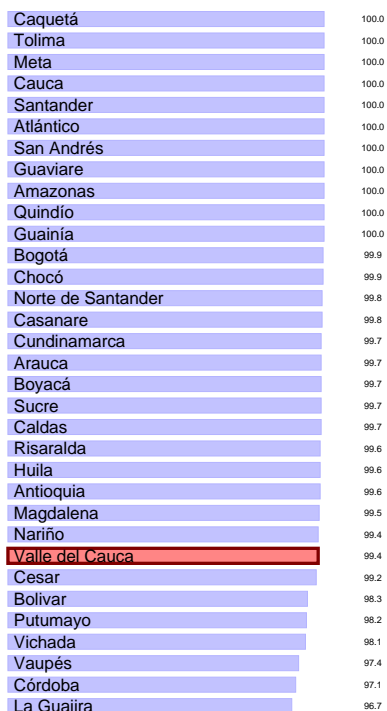 Caquetá 100.0
Tolima 100.0
Meta 100.0
Cauca 100.0
Santander 100.0
Atlántico 100.0
San Andrés 100.0
Guaviare 100.0
Amazonas 100.0
Quindío 100.0
Guainía 100.0
Bogotá 99.9
Chocó 99.9
Norte de Santander 99.8
Casanare 99.8
Cundinamarca 99.7
Arauca 99.7
Boyacá 99.7
Sucre 99.7
Caldas 99.7
Risaralda 99.6
Huila 99.6
Antioquia 99.6
Magdalena 99.5
Nariño 99.4
Valle del Cauca 99.4
Cesar 99.2
Bolivar 98.3
Putumayo 98.2
Vichada 98.1
Vaupés 97.4
Córdoba 97.1
La Guajira 96.7